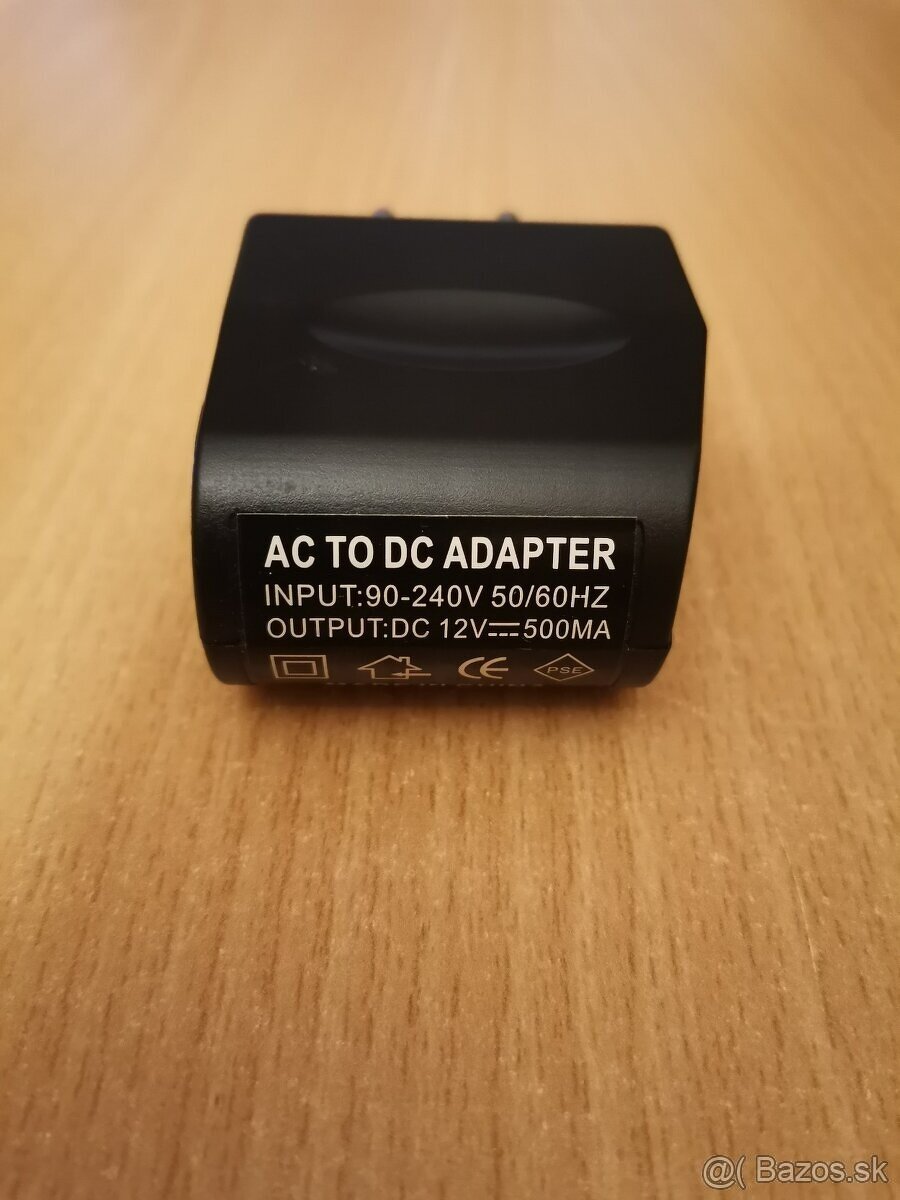 AC TO DC ADAPTER
INPUT:90-240V 50/60HZ
OUTPUT:DC 12V⎓500MA
CE PSE
@( Bazos.sk